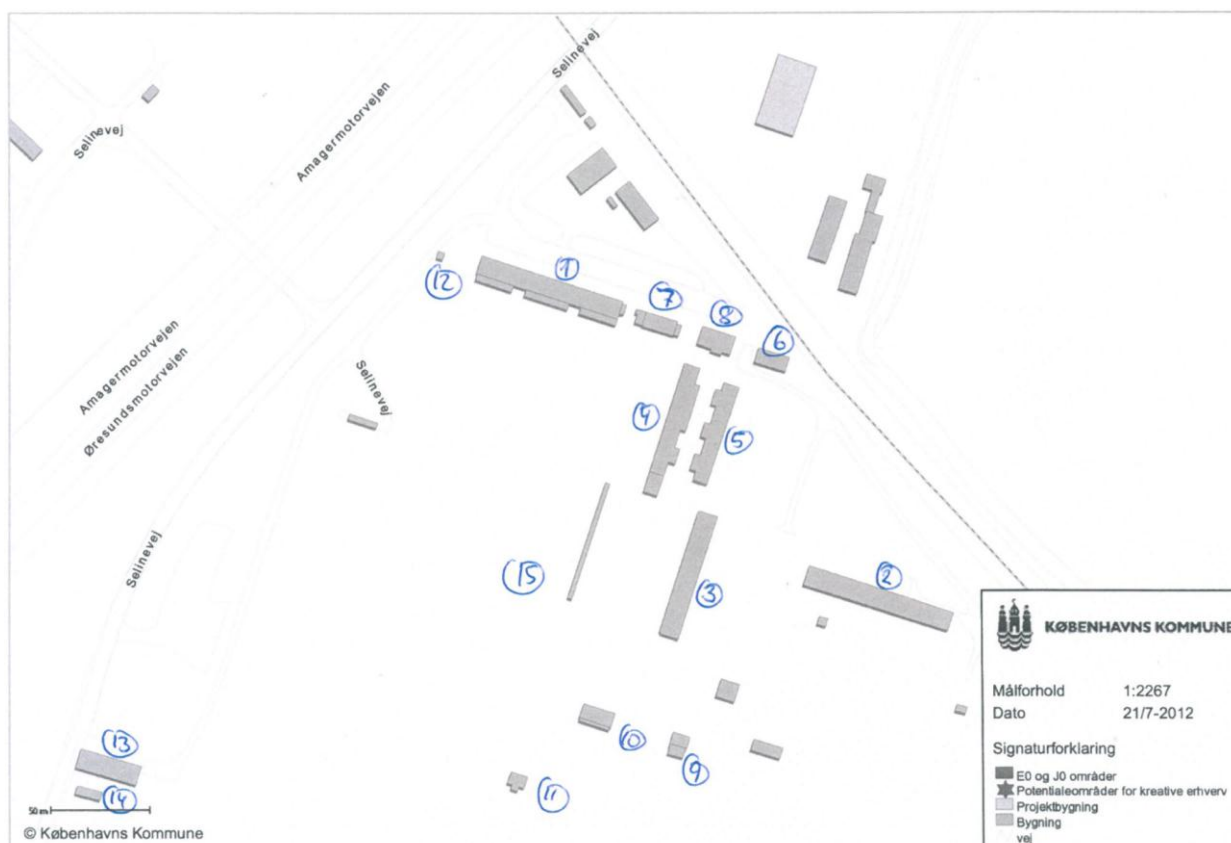 Selinevej
Amagermotorvejen
Selinevej
12
1
7
8
6
Amagermotorvejen
Øresundsmotorvejen
Selinevej
4
5
Selinevej
15
3
2
KØBENHAVNS KOMMUNE
Målforhold 1:2267
Dato 21/7-2012
Signaturforklaring
E0 og J0 områder
Potentialeområder for kreative erhverv
Projektbygning
Bygning
vej
10
9
13
11
14
50 m
© Københavns Kommune